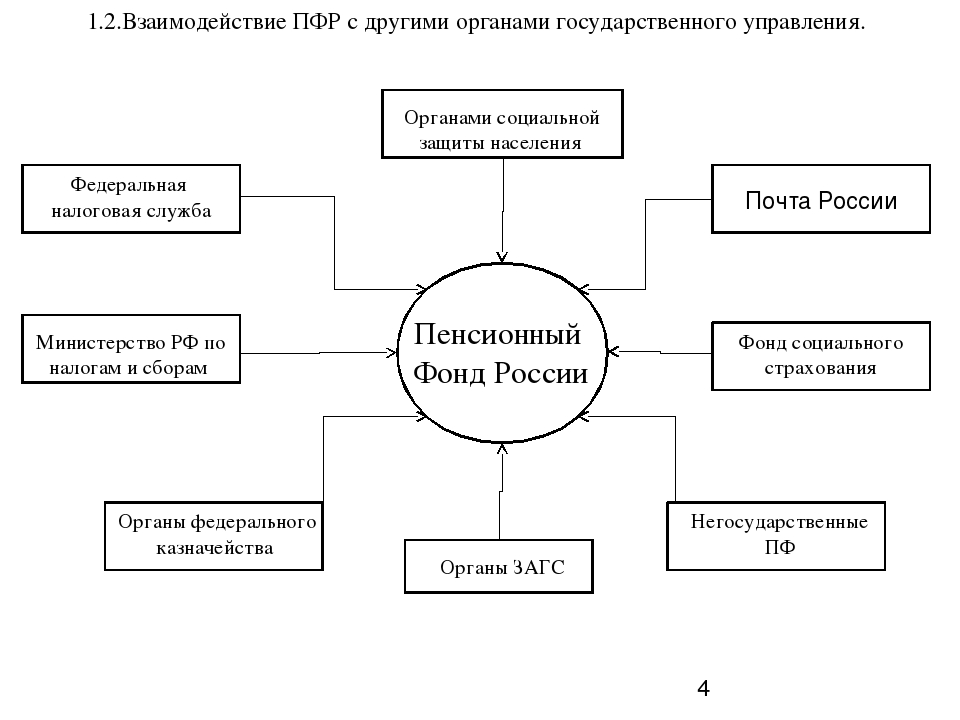 1.2.Взаимодействие ПФР с другими органами государственного управления.
Органами социальной
защиты населения
Федеральная
налоговая служба
Почта России
Министерство РФ по
налогам и сборам
Пенсионный
Фонд России
Фонд социального
страхования
Органы федерального
казначейства
Органы ЗАГС
Негосударственные
ПФ
4